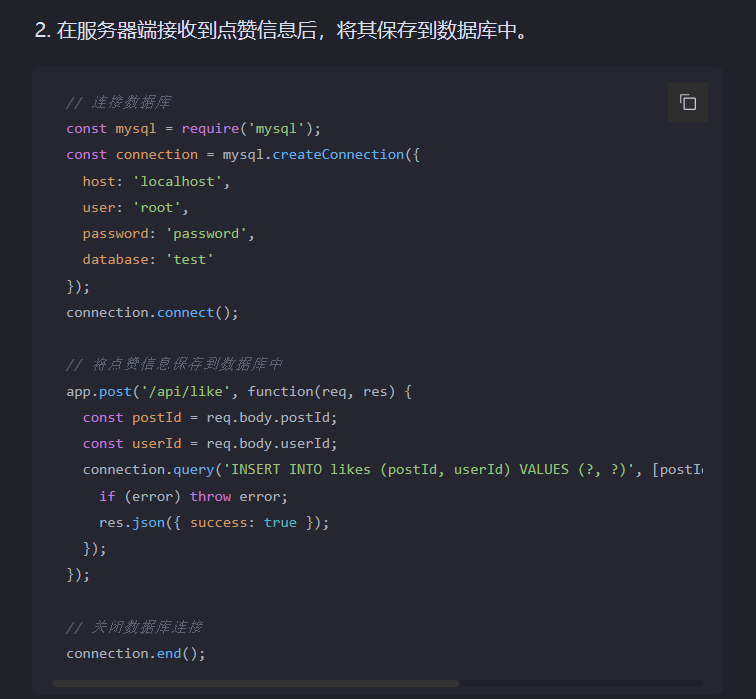 2. 在服务器端接收到点赞信息后，将其保存到数据库中。
// 连接数据库
const mysql = require('mysql');
const connection = mysql.createConnection({
  host: 'localhost',
  user: 'root',
  password: 'password',
  database: 'test'
});
connection.connect();
// 将点赞信息保存到数据库中
app.post('/api/like', function(req, res) {
  const postId = req.body.postId;
  const userId = req.body.userId;
  connection.query('INSERT INTO likes (postId, userId) VALUES (?, ?)', [postI
    if (error) throw error;
    res.json({ success: true });
  });
});
// 关闭数据库连接
connection.end();